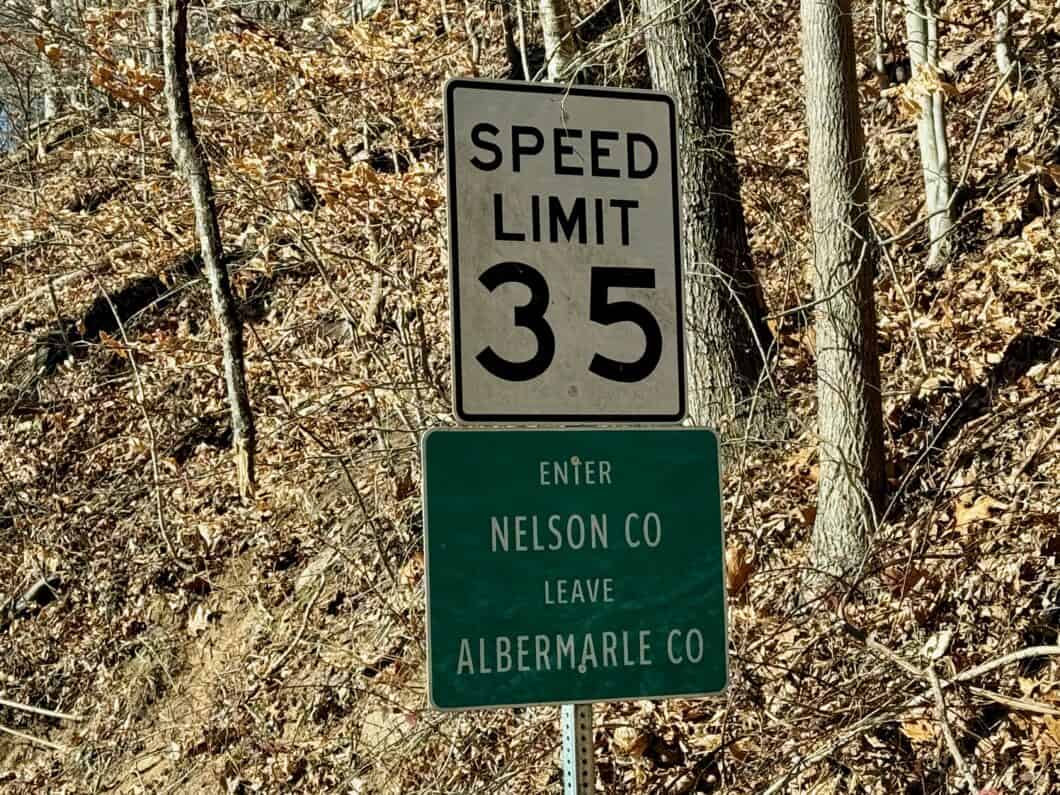 SPEED
LIMIT
35
ENTER
NELSON CO
LEAVE
ALBERMARLE CO